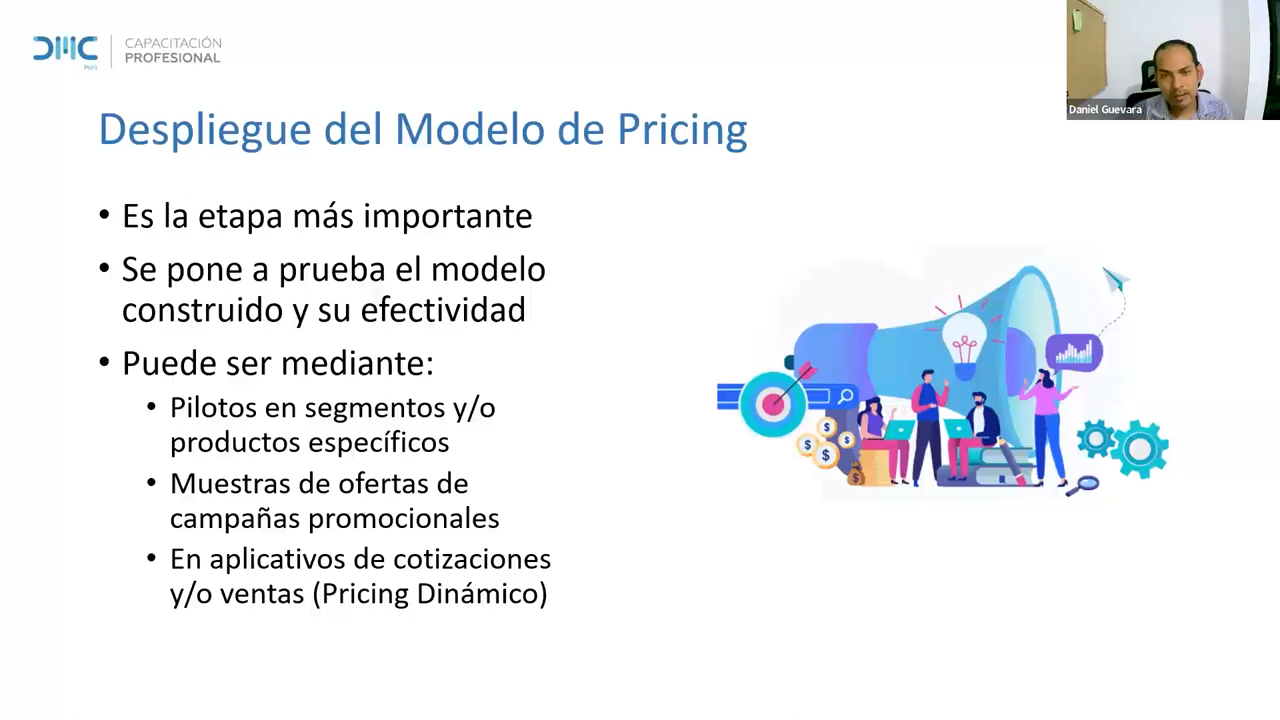 DMC
Perú
CAPACITACIÓN
PROFESIONAL
Daniel Guevara
Despliegue del Modelo de Pricing
• Es la etapa más importante
• Se pone a prueba el modelo
construido y su efectividad
• Puede ser mediante:
• Pilotos en segmentos y/o
productos específicos
• Muestras de ofertas de
campañas promocionales
• En aplicativos de cotizaciones
y/o ventas (Pricing Dinámico)